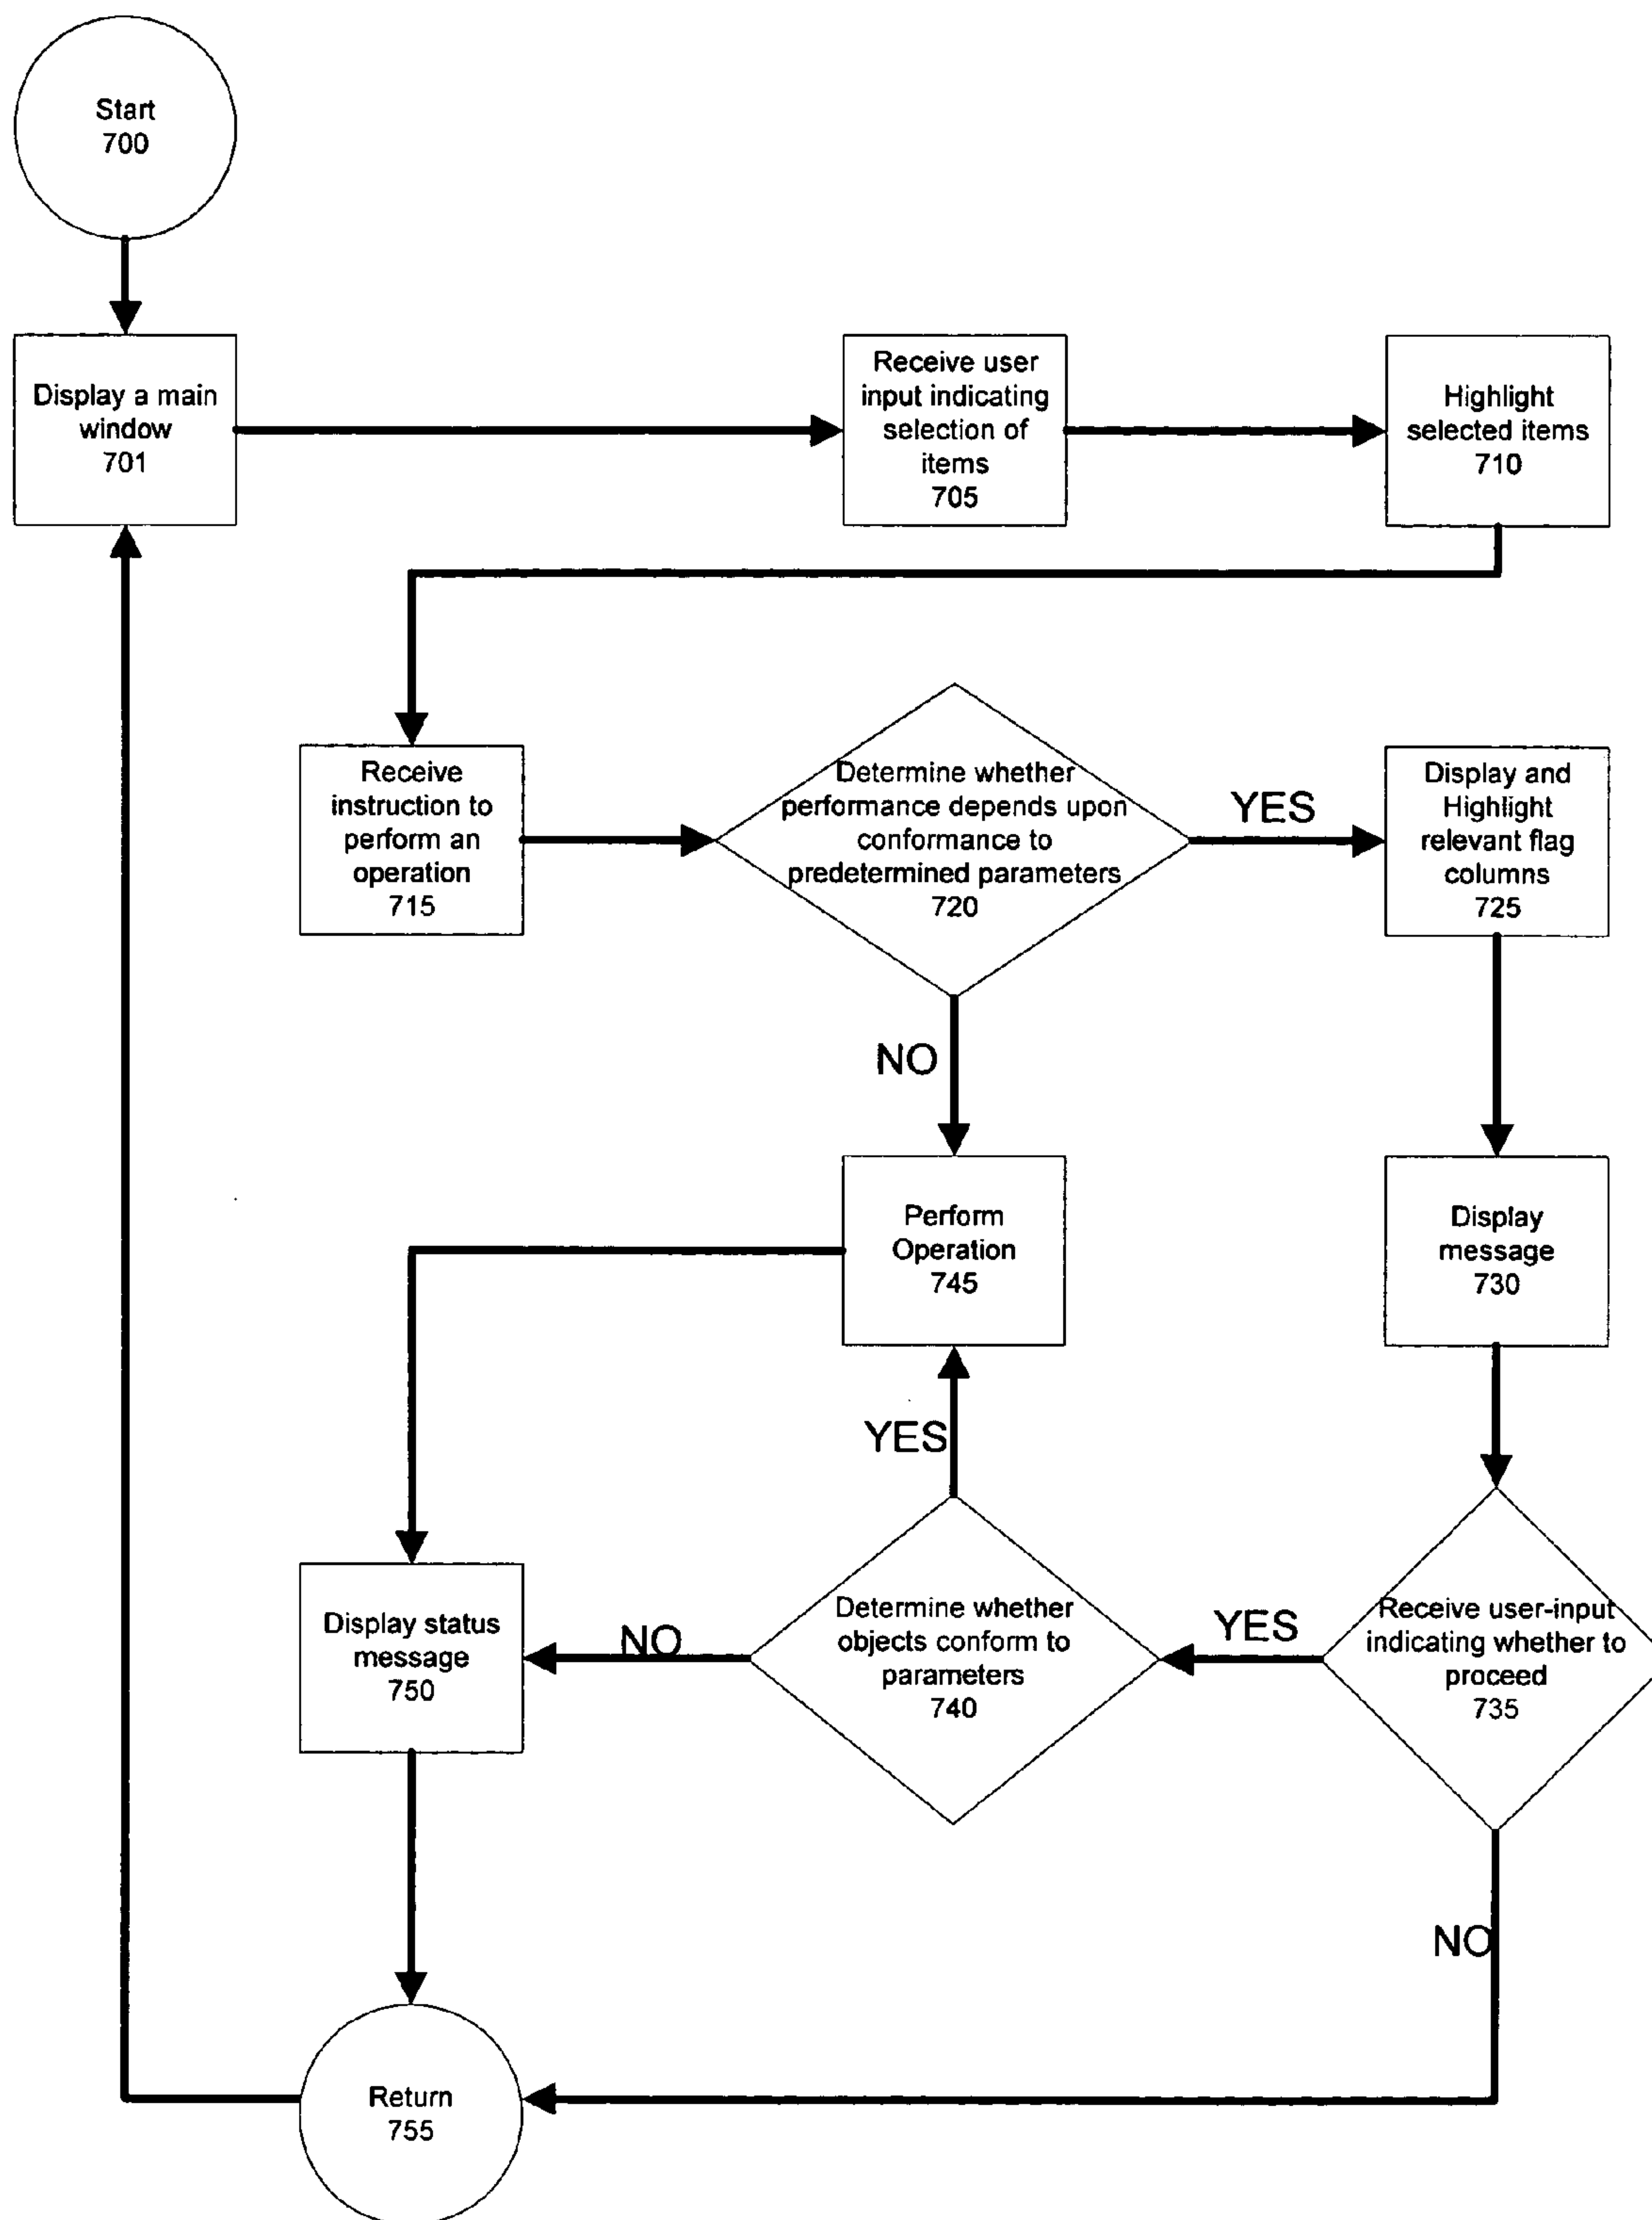 Start
700
Display a main
window
701
Receive user
input indicating
selection of
items
705
Highlight
selected items
710
Receive
instruction to
perform an
operation
715
Determine whether
performance depends upon
conformance to
predetermined parameters
720
YES
Display and
Highlight
relevant flag
columns
725
NO
Perform
Operation
745
Display
message
730
YES
Display status
message
750
NO
Determine whether
objects conform to
parameters
740
YES
Receive user-input
indicating whether to
proceed
735
NO
Return
755